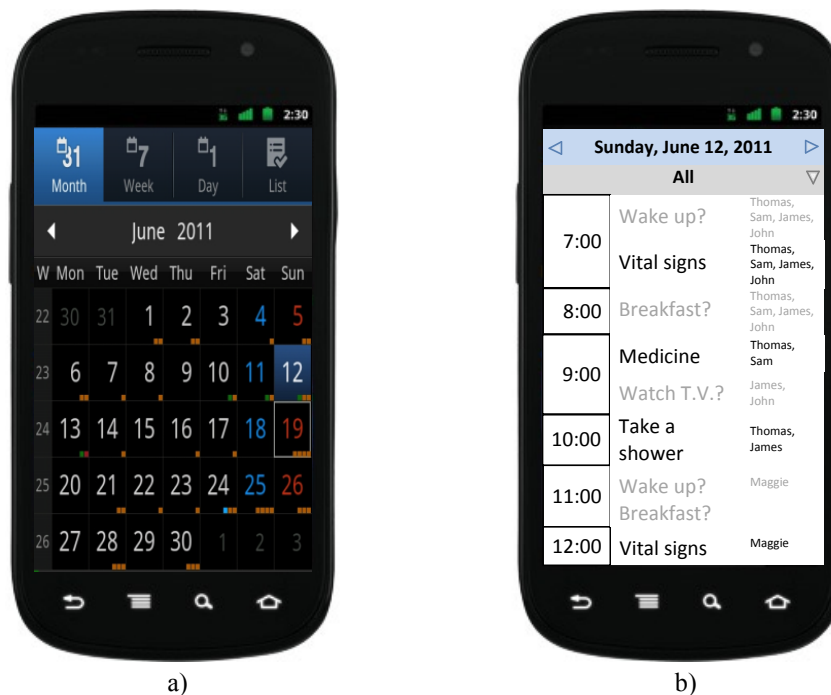 2:30
31 7 1
Month Week Day List
June 2011
W Mon Tue Wed Thu Fri Sat Sun
22 30 31 1 2 3 4 5
23 6 7 8 9 10 11 12
24 13 14 15 16 17 18 19
25 20 21 22 23 24 25 26
26 27 28 29 30 1 2 3
a)
2:30
Sunday, June 12, 2011
All
7:00
Wake up?
Thomas,
Sam, James,
John
Vital signs
Thomas,
Sam, James,
John
8:00
Breakfast?
Thomas,
Sam, James,
John
9:00
Medicine
Thomas,
Sam
Watch T.V.?
James,
John
10:00
Take a
shower
Thomas,
James
11:00
Wake up?
Breakfast?
Maggie
12:00
Vital signs
Maggie
b)